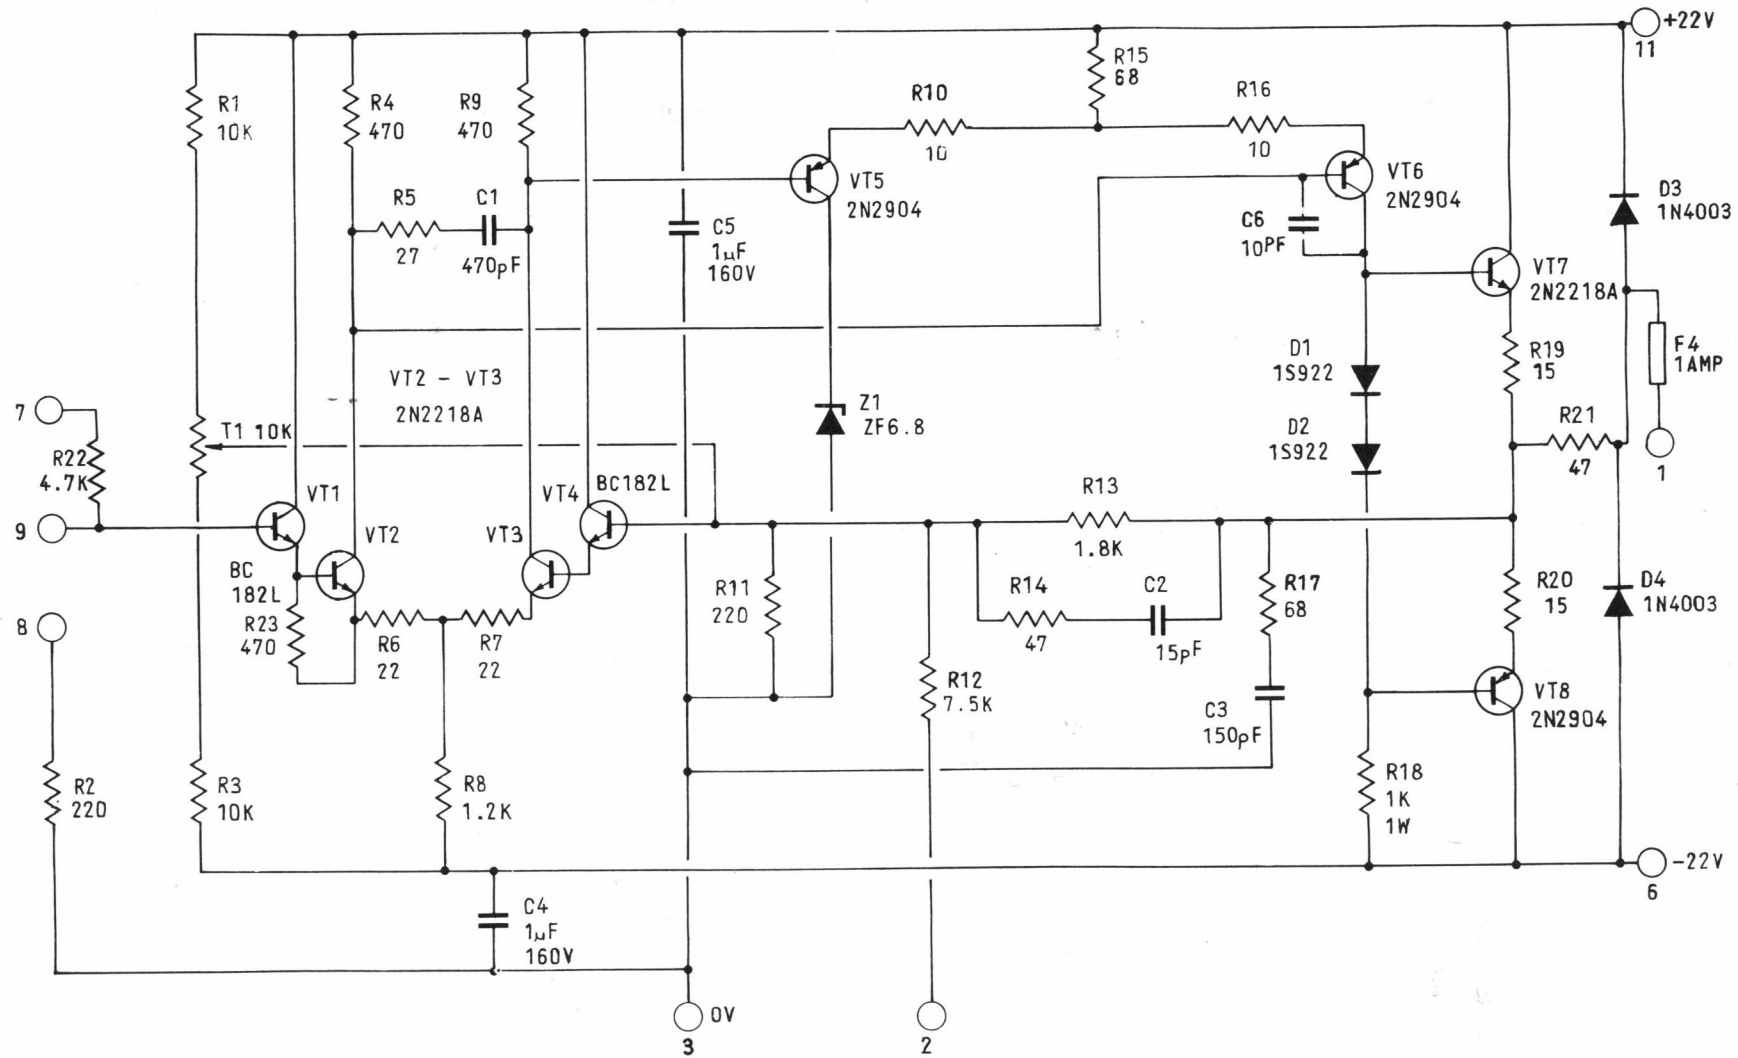 +22V
11
R15
68
R1
10K
R4
470
R9
470
R10
10
R16
10
VT5
2N2904
VT6
2N2904
D3
1N4003
R5
27
C1
470pF
C5
1µF
160V
C6
10PF
VT7
2N2218A
F4
1AMP
R19
15
D1
1S922
VT2 - VT3
2N2218A
Z1
ZF6.8
7
T1 10K
D2
1S922
R21
47
1
R22
4.7K
VT1
VT4
BC182L
R13
1.8K
9
VT2
VT3
BC
182L
R23
470
R6
22
R7
22
R11
220
R14
47
C2
15pF
R17
68
R20
15
D4
1N4003
8
R12
7.5K
C3
150pF
VT8
2N2904
R2
220
R3
10K
R8
1.2K
R18
1K
1W
-22V
6
C4
1µF
160V
0V
3
2